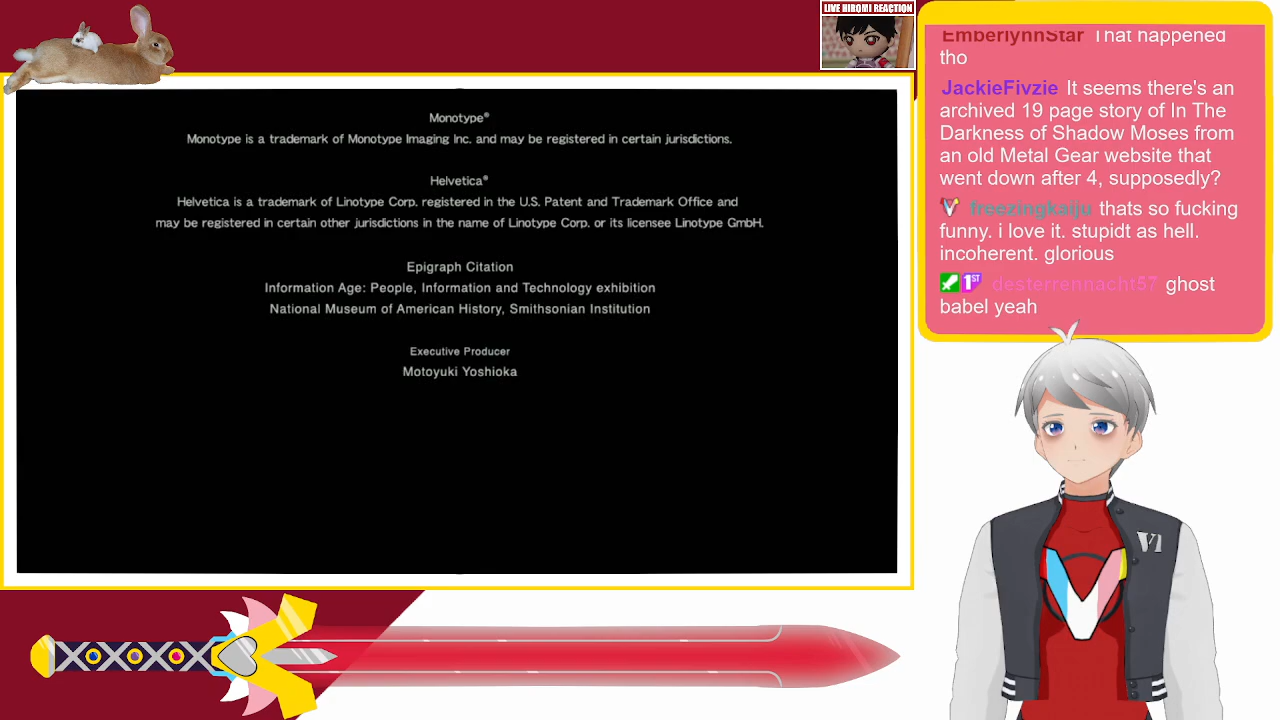 LIVE HIROMI REACTION
Monotype®
Monotype is a trademark of Monotype Imaging Inc. and may be registered in certain jurisdictions.
Helvetica®
Helvetica is a trademark of Linotype Corp. registered in the U.S. Patent and Trademark Office and
may be registered in certain other jurisdictions in the name of Linotype Corp. or its licensee Linotype GmbH.
Epigraph Citation
Information Age: People, Information and Technology exhibition
National Museum of American History, Smithsonian Institution
Executive Producer
Motoyuki Yoshioka
EmberlynnStar That happened
tho
JackieFivzie It seems there's an
archived 19 page story of In The
Darkness of Shadow Moses from
an old Metal Gear website that
went down after 4, supposedly?
freezingkaiju thats so fucking
funny. i love it. stupidt as hell.
incoherent. glorious
1ST desterrennacht57 ghost
babel yeah
VI